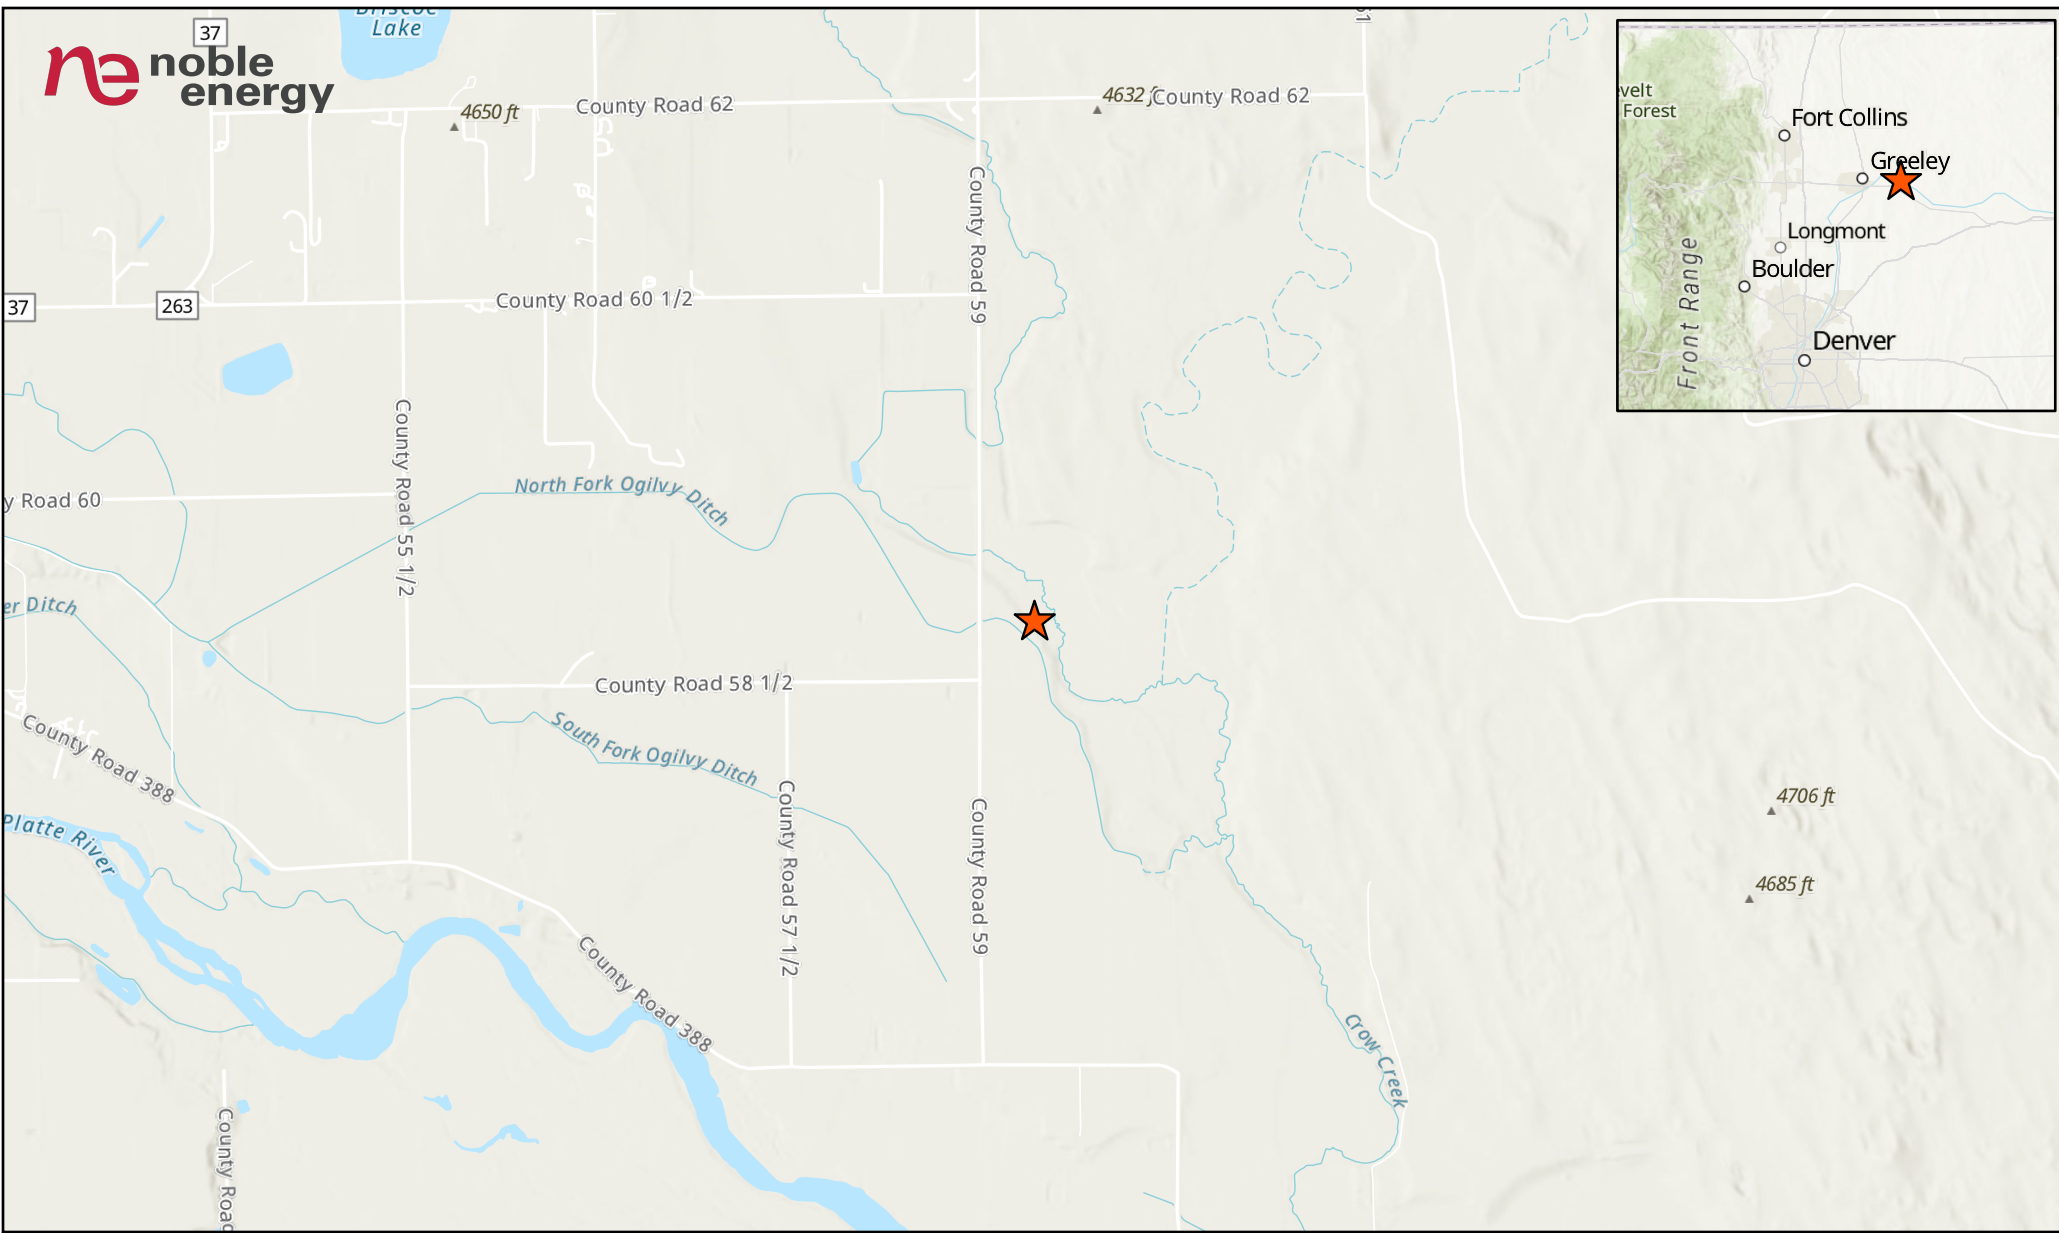 Briscoe
Lake
37
noble
energy
4650 ft
County Road 62
4632 f
County Road 62
County Road 59
37
263
County Road 60 1/2
County Road 55 1/2
North Fork Ogilvy Ditch
y Road 60
er Ditch
County Road 58 1/2
South Fork Ogilvy Ditch
County Road 388
Platte River
County Road 57 1/2
County Road 59
County Road 388
Crow Creek
County Road
4706 ft
4685 ft
evelt
Forest
Fort Collins
Greeley
Longmont
Boulder
Front Range
Denver